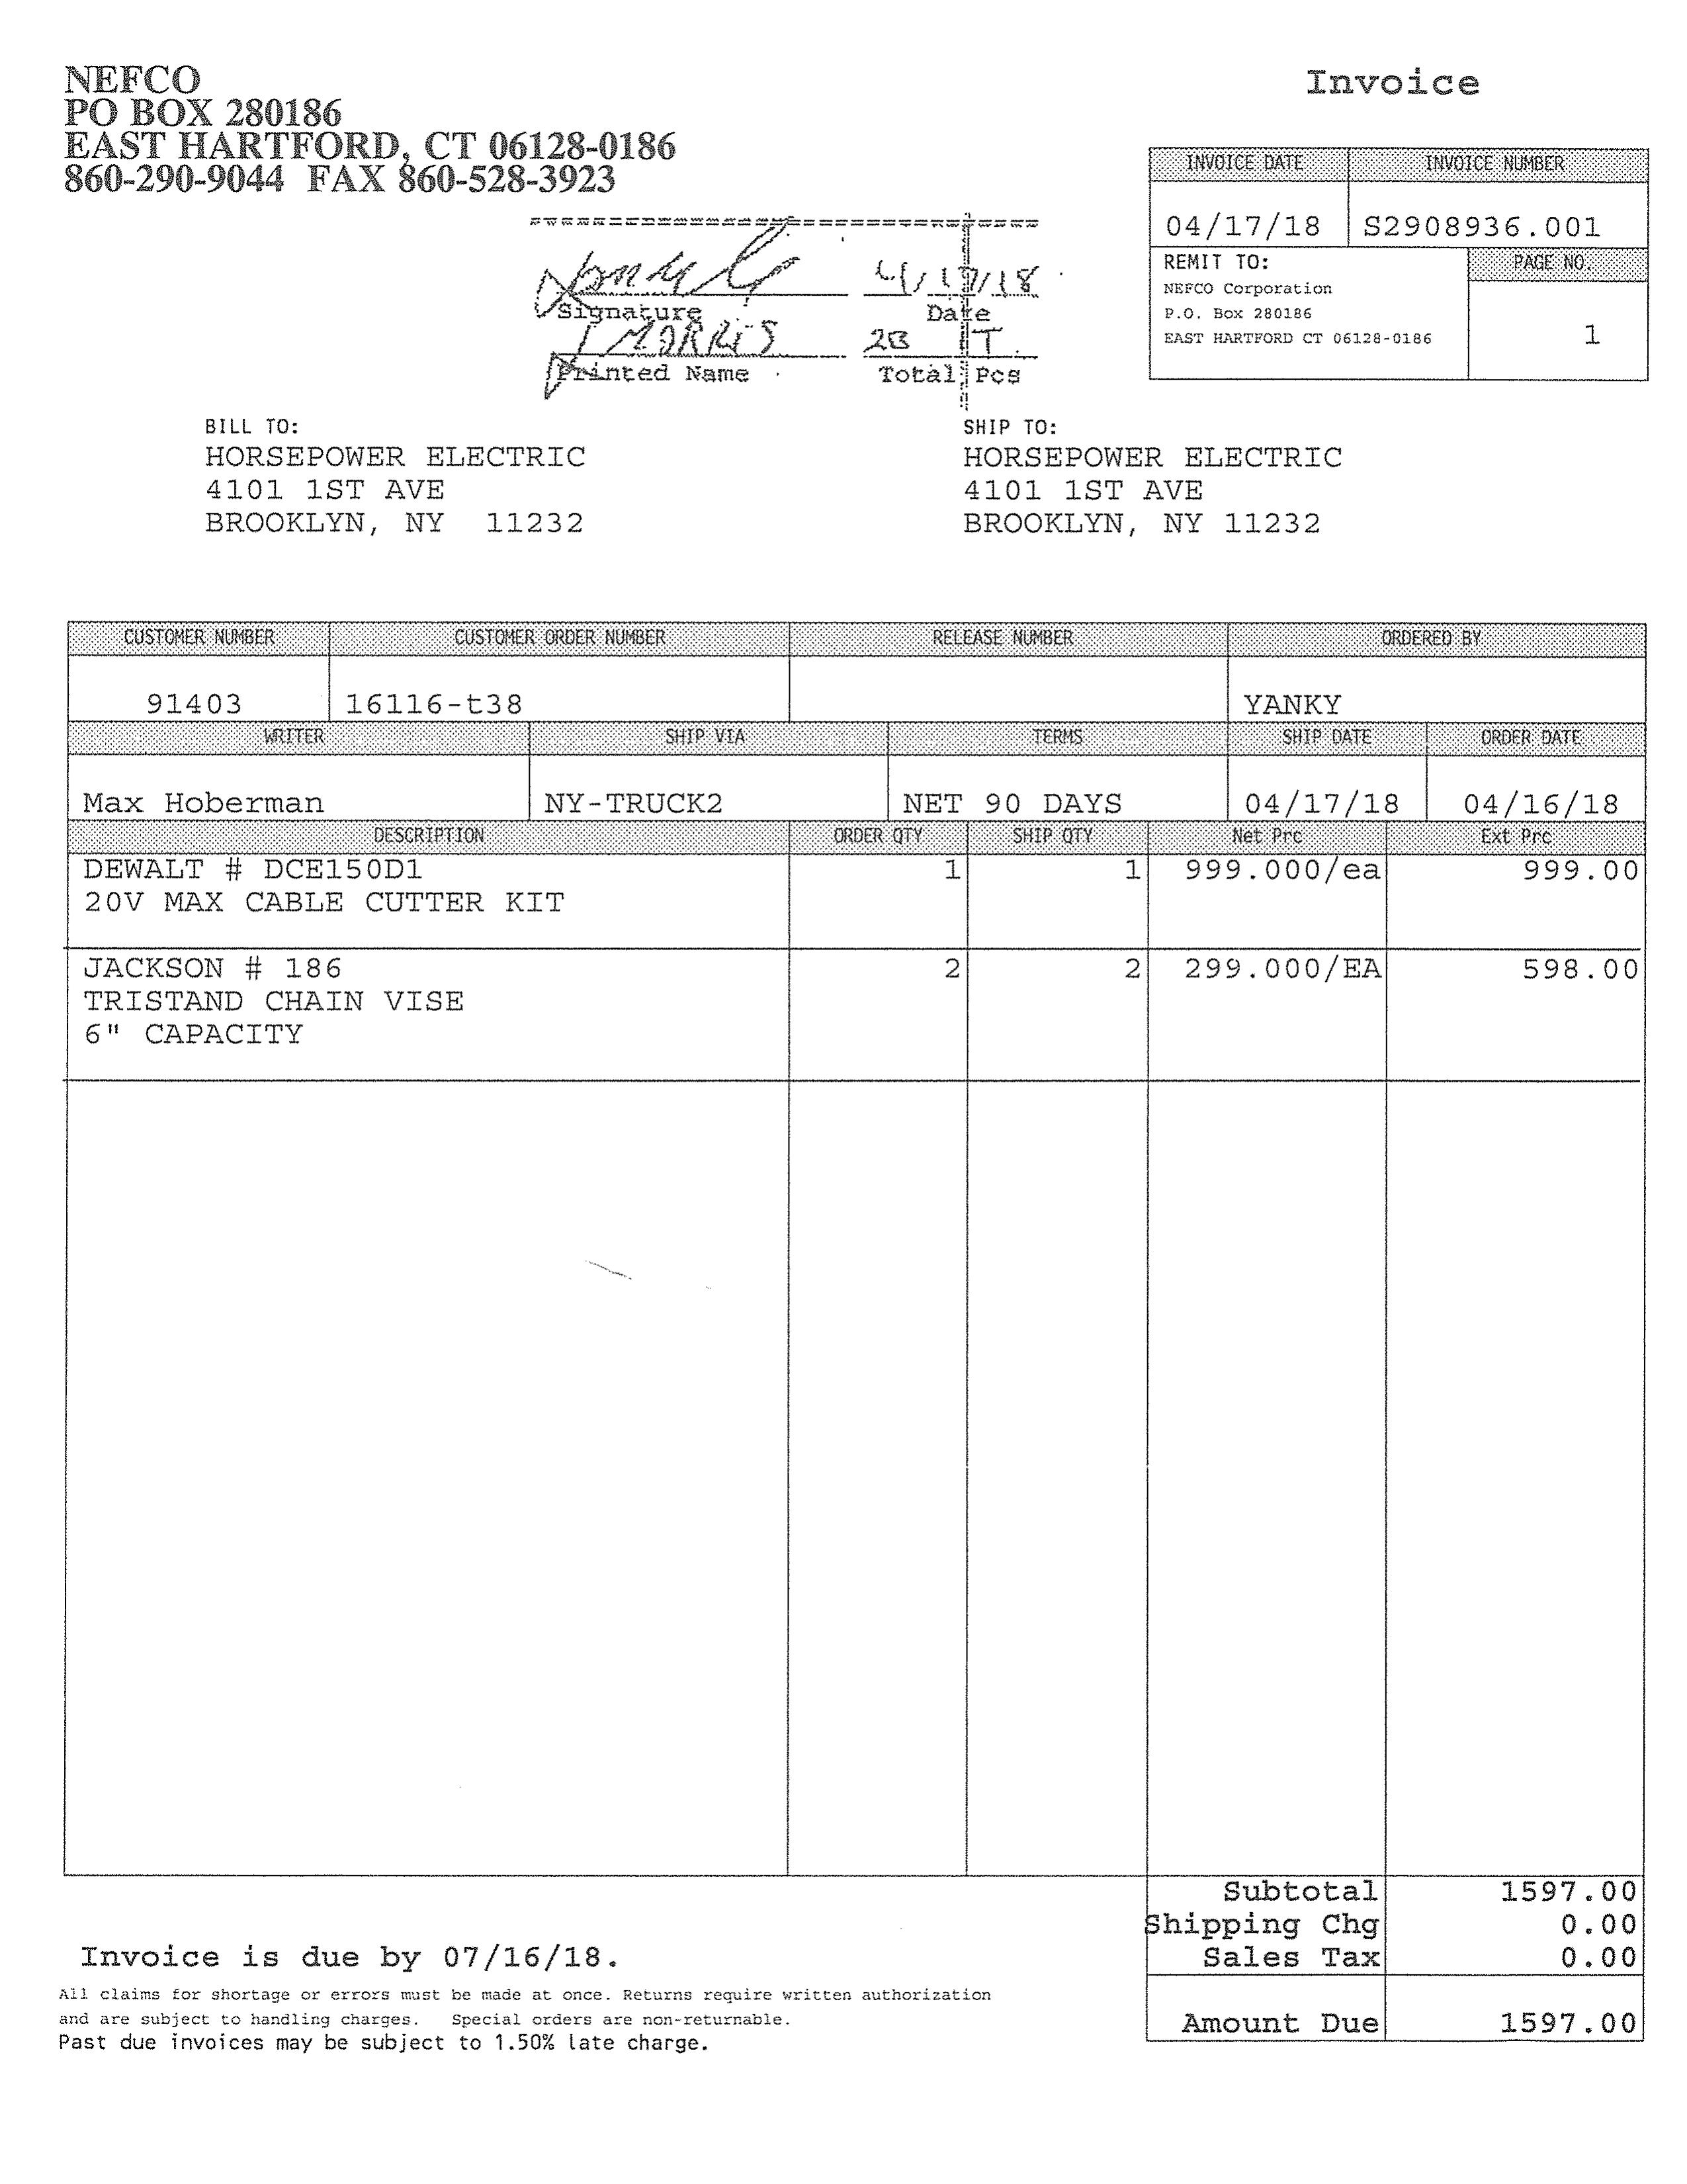 NEFCO
PO BOX 280186
EAST HARTFORD, CT 06128-0186
860-290-9044 FAX 860-528-3923
Invoice
INVOICE DATE INVOICE NUMBER
04/17/18 S2908936.001
REMIT TO: PAGE NO.
NEFCO Corporation
P.O. Box 280186
EAST HARTFORD CT 06128-0186
1
4/17/18
Signature Date
MORRIS 2B 1T
Printed Name Total Pcs
BILL TO:
HORSEPOWER ELECTRIC
4101 1ST AVE
BROOKLYN, NY 11232
SHIP TO:
HORSEPOWER ELECTRIC
4101 1ST AVE
BROOKLYN, NY 11232
CUSTOMER NUMBER CUSTOMER ORDER NUMBER RELEASE NUMBER ORDERED BY
91403 16116-t38 YANKY
WRITER SHIP VIA TERMS SHIP DATE ORDER DATE
Max Hoberman NY-TRUCK2 NET 90 DAYS 04/17/18 04/16/18
DESCRIPTION ORDER QTY SHIP QTY Net Prc Ext Prc
DEWALT # DCE150D1 1 1 999.000/ea 999.00
20V MAX CABLE CUTTER KIT
JACKSON # 186 2 2 299.000/EA 598.00
TRISTAND CHAIN VISE
6" CAPACITY
Subtotal 1597.00
Shipping Chg 0.00
Sales Tax 0.00
Amount Due 1597.00
Invoice is due by 07/16/18.
All claims for shortage or errors must be made at once. Returns require written authorization
and are subject to handling charges. Special orders are non-returnable.
Past due invoices may be subject to 1.50% late charge.